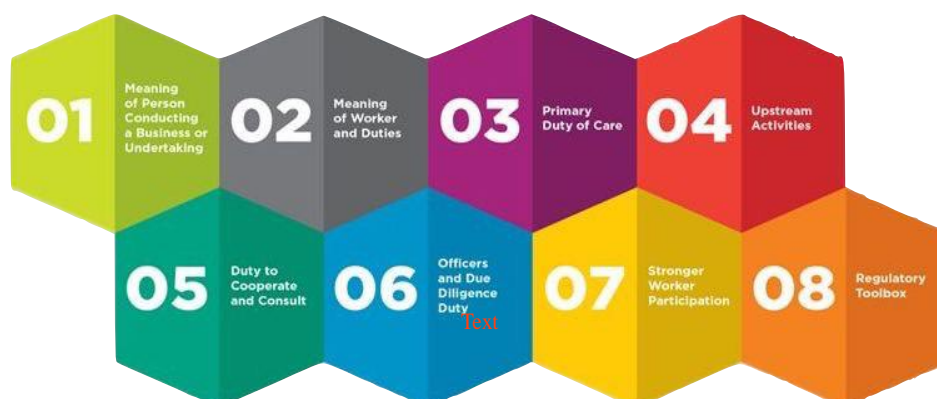 01
Meaning
of Person
Conducting
a Business or
Undertaking
02
Meaning
of Worker
and Duties
03
Primary
Duty of Care
04
Upstream
Activities
05
Duty to
Cooperate
and Consult
06
Officers
and Due
Diligence
Duty
Text
07
Stronger
Worker
Participation
08
Regulatory
Toolbox